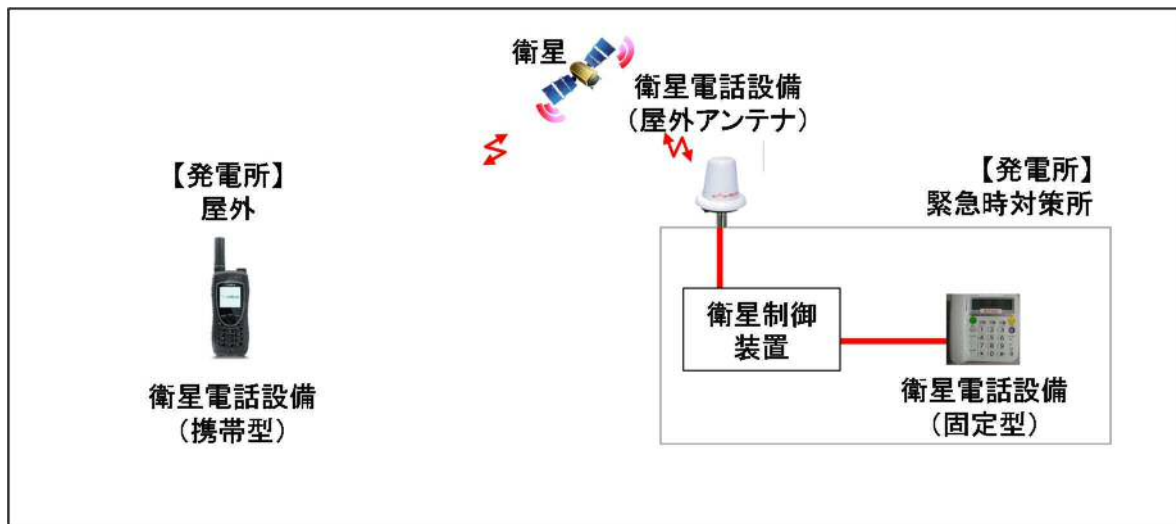 衛星
衛星電話設備
(屋外アンテナ)
【発電所】
屋外
【発電所】
緊急時対策所
衛星制御
装置
衛星電話設備
(携帯型)
衛星電話設備
(固定型)